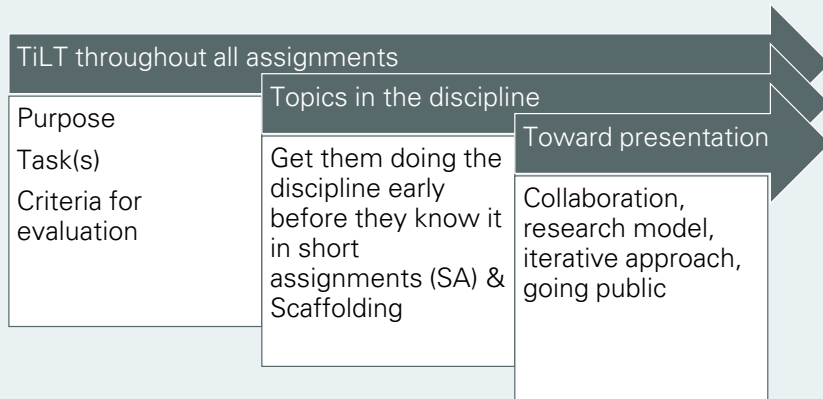 TiLT throughout all assignments
Purpose
Task(s)
Criteria for
evaluation
Topics in the discipline
Get them doing the
discipline early
before they know it
in short
assignments (SA) &
Scaffolding
Toward presentation
Collaboration,
research model,
iterative approach,
going public